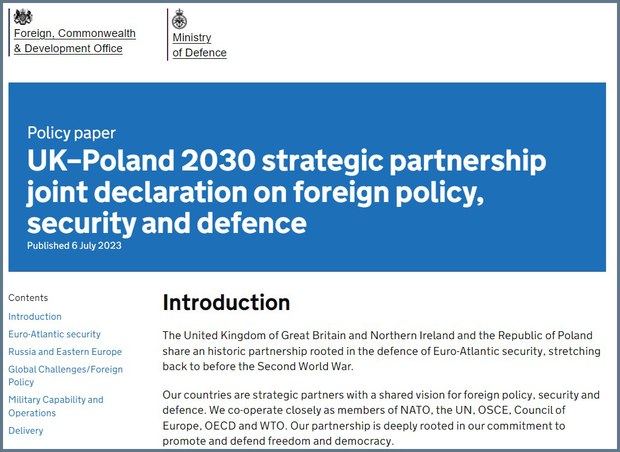 Foreign, Commonwealth
& Development Office
Ministry
of Defence
Policy paper
UK–Poland 2030 strategic partnership
joint declaration on foreign policy,
security and defence
Published 6 July 2023
Contents
Introduction
Euro-Atlantic security
Russia and Eastern Europe
Global Challenges/Foreign
Policy
Military Capability and
Operations
Delivery
Introduction
The United Kingdom of Great Britain and Northern Ireland and the Republic of Poland
share an historic partnership rooted in the defence of Euro-Atlantic security, stretching
back to before the Second World War.
Our countries are strategic partners with a shared vision for foreign policy, security and
defence. We co-operate closely as members of NATO, the UN, OSCE, Council of
Europe, OECD and WTO. Our partnership is deeply rooted in our commitment to
promote and defend freedom and democracy.